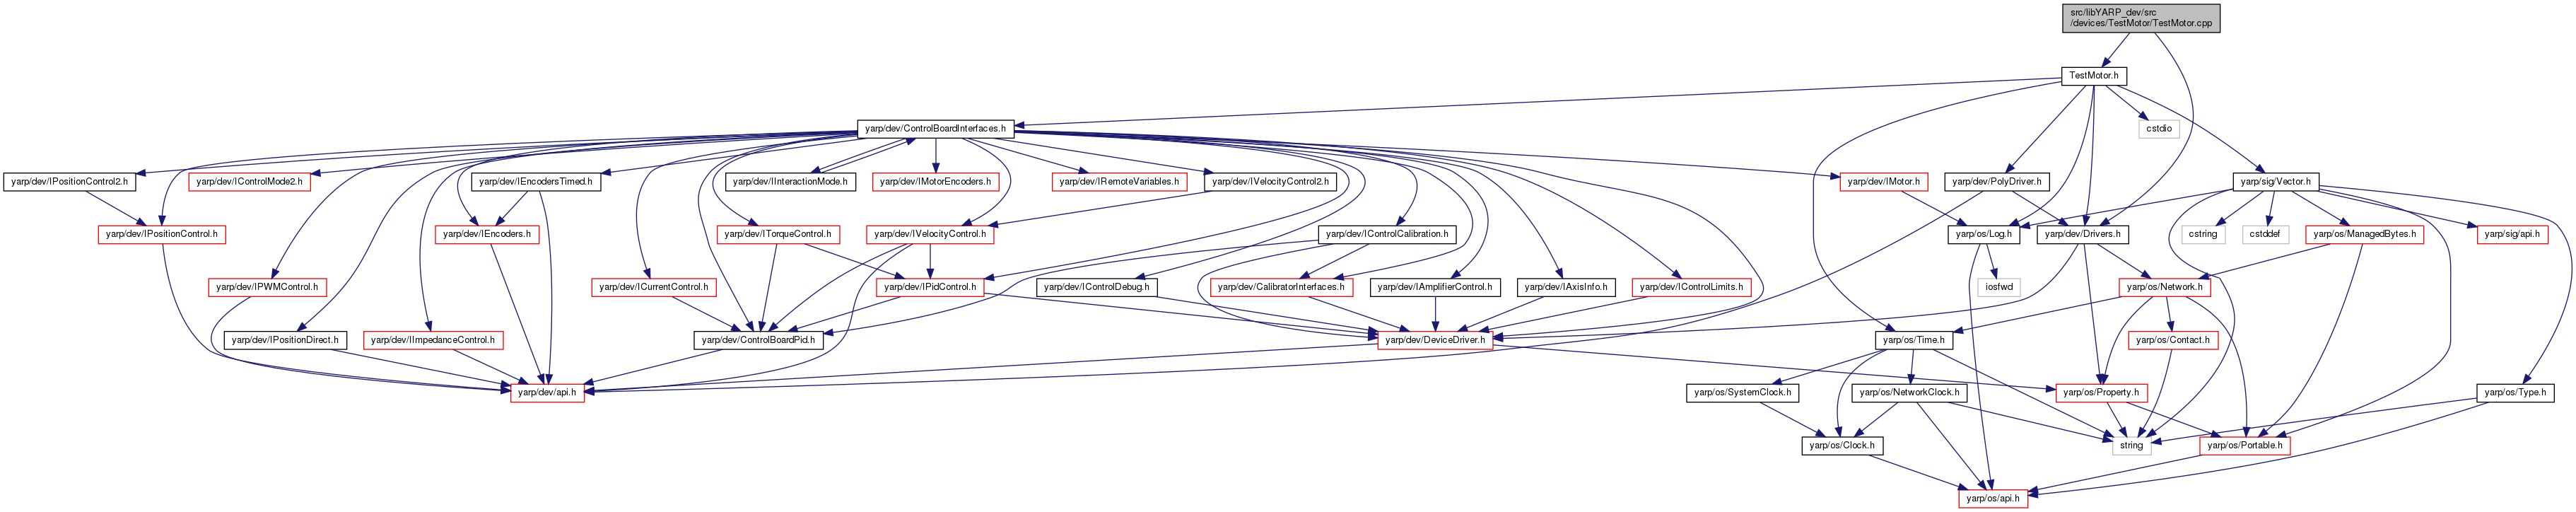 src/libYARP_dev/src
/devices/TestMotor/TestMotor.cpp
TestMotor.h
yarp/dev/ControlBoardInterfaces.h
cstdio
yarp/dev/IPositionControl2.h
yarp/dev/IControlMode2.h
yarp/dev/IEncodersTimed.h
yarp/dev/IInteractionMode.h
yarp/dev/IMotorEncoders.h
yarp/dev/IRemoteVariables.h
yarp/dev/IVelocityControl2.h
yarp/dev/IMotor.h
yarp/dev/PolyDriver.h
yarp/sig/Vector.h
yarp/dev/IPositionControl.h
yarp/dev/IEncoders.h
yarp/dev/ITorqueControl.h
yarp/dev/IVelocityControl.h
yarp/dev/IControlCalibration.h
yarp/os/Log.h
yarp/dev/Drivers.h
cstring
cstddef
yarp/os/ManagedBytes.h
yarp/sig/api.h
yarp/dev/IPWMControl.h
yarp/dev/ICurrentControl.h
yarp/dev/IPidControl.h
yarp/dev/IControlDebug.h
yarp/dev/CalibratorInterfaces.h
yarp/dev/IAmplifierControl.h
yarp/dev/IAxisInfo.h
yarp/dev/IControlLimits.h
iosfwd
yarp/os/Network.h
yarp/dev/IPositionDirect.h
yarp/dev/IImpedanceControl.h
yarp/dev/ControlBoardPid.h
yarp/dev/DeviceDriver.h
yarp/os/Time.h
yarp/os/Contact.h
yarp/dev/api.h
yarp/os/SystemClock.h
yarp/os/NetworkClock.h
yarp/os/Property.h
yarp/os/Type.h
yarp/os/Clock.h
string
yarp/os/Portable.h
yarp/os/api.h